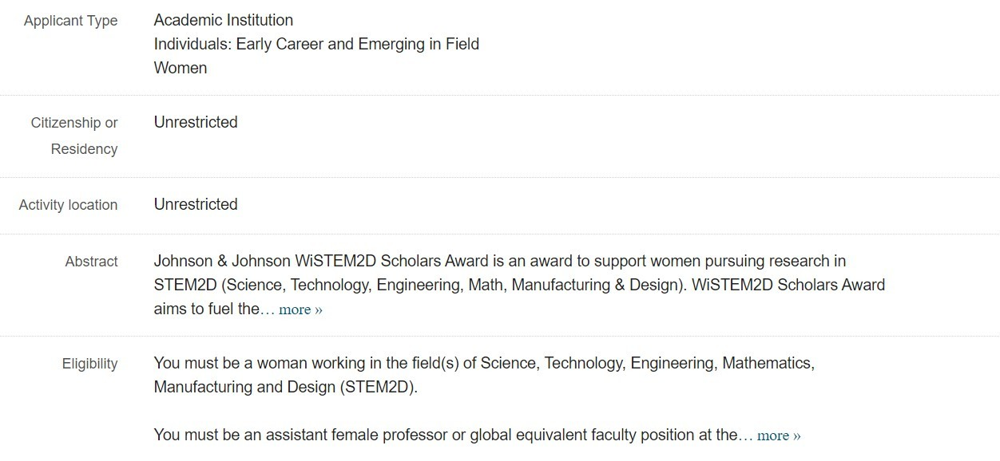 Applicant Type
Academic Institution
Individuals: Early Career and Emerging in Field
Women
Citizenship or
Residency
Unrestricted
Activity location
Unrestricted
Abstract
Johnson & Johnson WiSTEM2D Scholars Award is an award to support women pursuing research in
STEM2D (Science, Technology, Engineering, Math, Manufacturing & Design). WiSTEM2D Scholars Award
aims to fuel the… more »
Eligibility
You must be a woman working in the field(s) of Science, Technology, Engineering, Mathematics,
Manufacturing and Design (STEM2D).
You must be an assistant female professor or global equivalent faculty position at the… more »